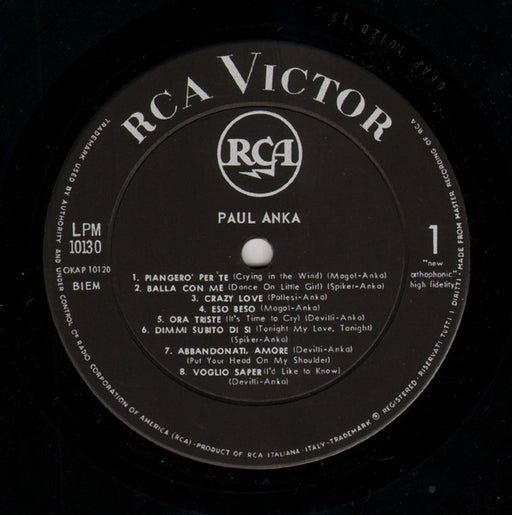 RCA VICTOR
RCA
PAUL ANKA
LPM
10130
OKAP 10120
BIEM
1
"new
orthophonic"
high fidelity
1. PIANGERO' PER TE (Crying in the Wind) (Mogol-Anka)
2. BALLA CON ME (Dance On Little Girl) (Spiker-Anka)
3. CRAZY LOVE (Pallesi-Anka)
4. ESO BESO (Mogol-Anka)
5. ORA TRISTE (It's Time to Cry) (Devilli-Anka)
6. DIMMI SUBITO DI SI (Tonight My Love, Tonight)
(Spiker-Anka)
7. ABBANDONATI, AMORE (Devilli-Anka)
(Put Your Head On My Shoulder)
8. VOGLIO SAPER (I'd Like to Know)
(Devilli-Anka)
TRADEMARK USED BY AUTHORITY AND UNDER CONTROL OF RADIO CORPORATION OF AMERICA (RCA) - PRODUCT OF RCA ITALIANA - ITALY - TRADEMARK ® REGISTERED. RISERVATI TUTTI I DIRITTI - MADE FROM MASTER RECORDING OF RCA